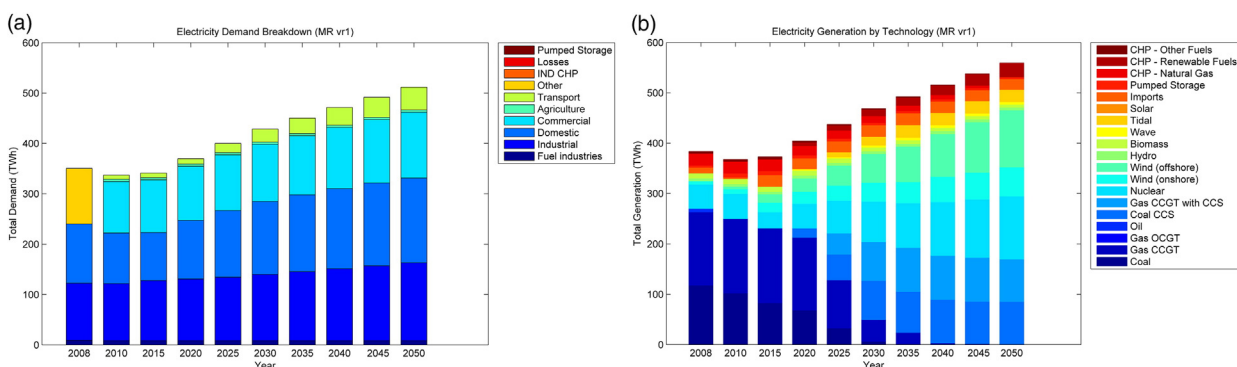 (a)
Electricity Demand Breakdown (MR vr1)
600
500
400
300
200
100
0
Total Demand (TWh)
2008 2010 2015 2020 2025 2030 2035 2040 2045 2050
Year
Pumped Storage
Losses
IND CHP
Other
Transport
Agriculture
Commercial
Domestic
Industrial
Fuel industries
(b)
Electricity Generation by Technology (MR vr1)
600
500
400
300
200
100
0
Total Generation (TWh)
2008 2010 2015 2020 2025 2030 2035 2040 2045 2050
Year
CHP - Other Fuels
CHP - Renewable Fuels
CHP - Natural Gas
Pumped Storage
Imports
Solar
Tidal
Wave
Biomass
Hydro
Wind (offshore)
Wind (onshore)
Nuclear
Gas CCGT with CCS
Coal CCS
Oil
Gas OCGT
Gas CCGT
Coal